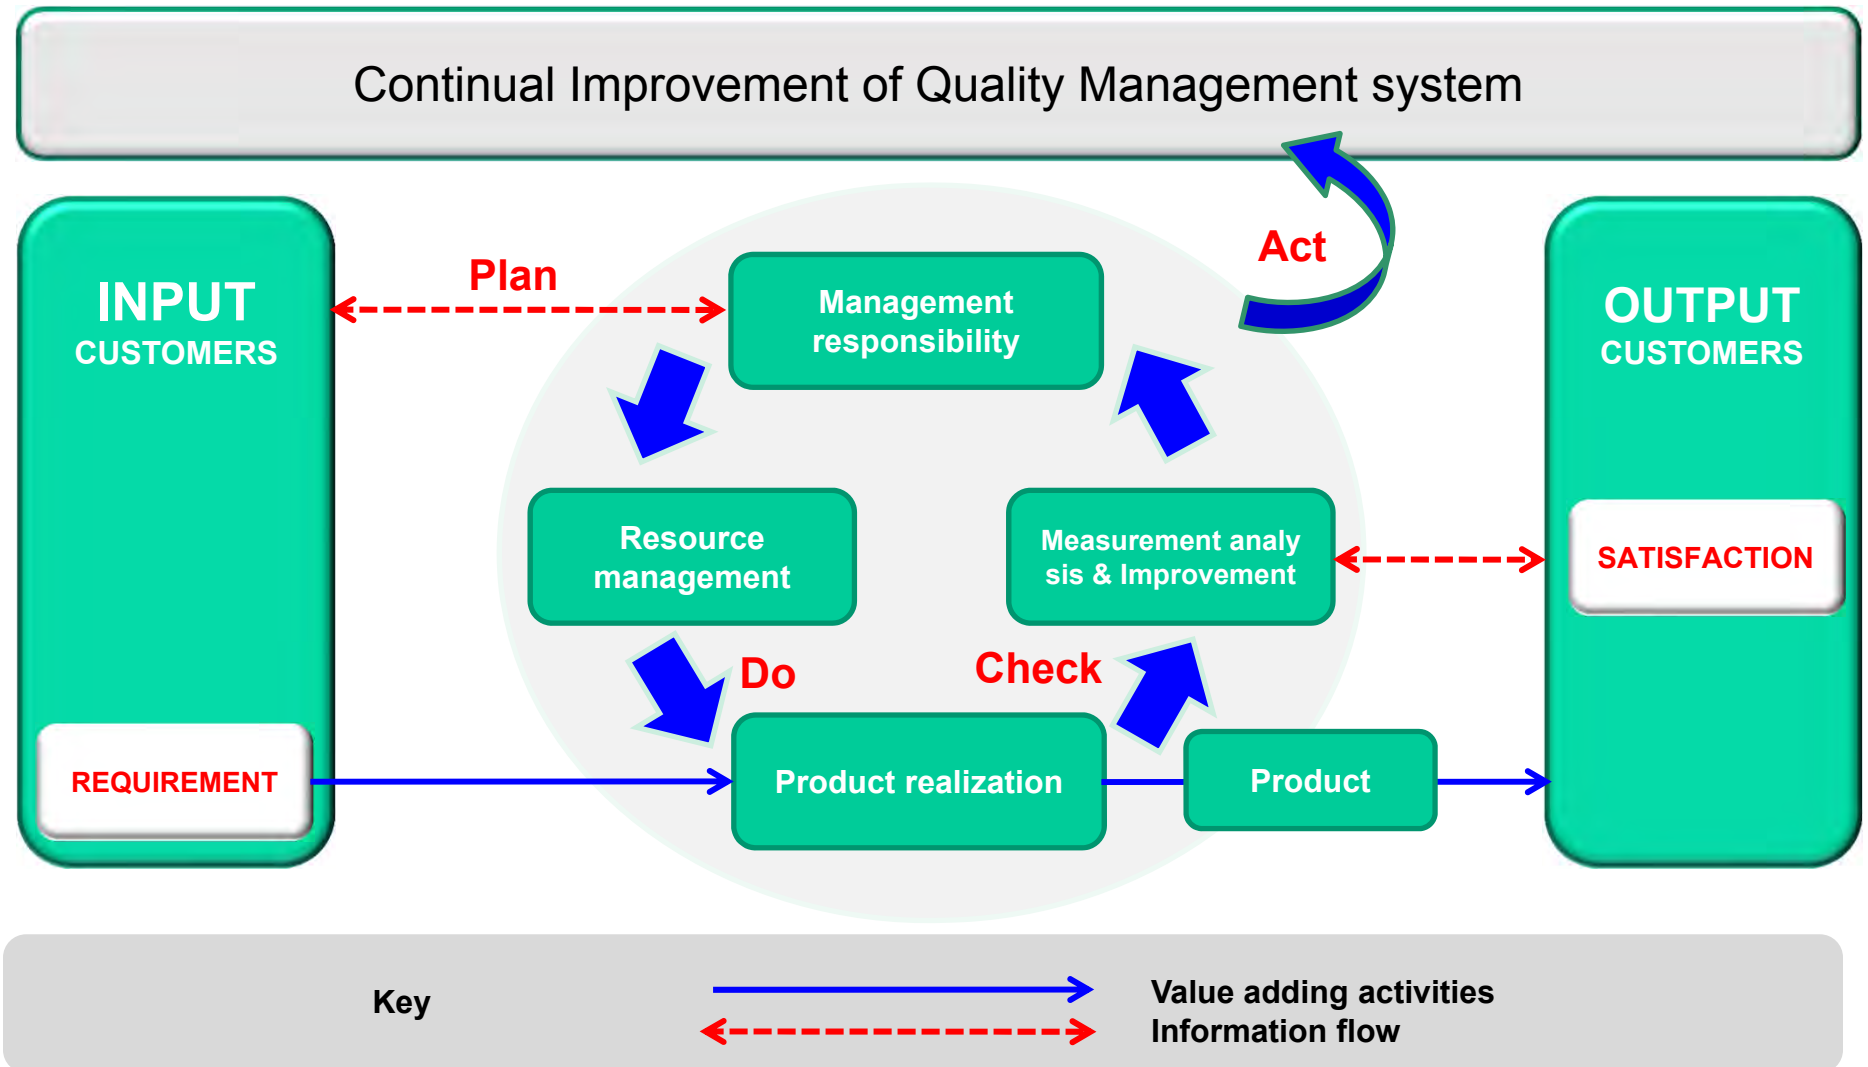 Continual Improvement of Quality Management system
INPUT
CUSTOMERS
Plan
Management
responsibility
Act
OUTPUT
CUSTOMERS
Resource
management
Measurement analy
sis & Improvement
SATISFACTION
Do
Check
REQUIREMENT
Product realization
Product
Key
Value adding activities
Information flow